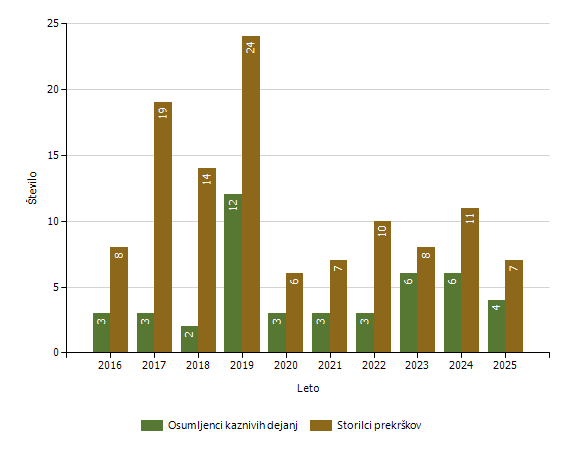 25
20
15
10
5
0
Število
3 8 3 19 2 14 12 24 3 6 3 7 3 10 6 8 6 11 4 7
2016 2017 2018 2019 2020 2021 2022 2023 2024 2025
Leto
Osumljenci kaznivih dejanj Storilci prekrškov